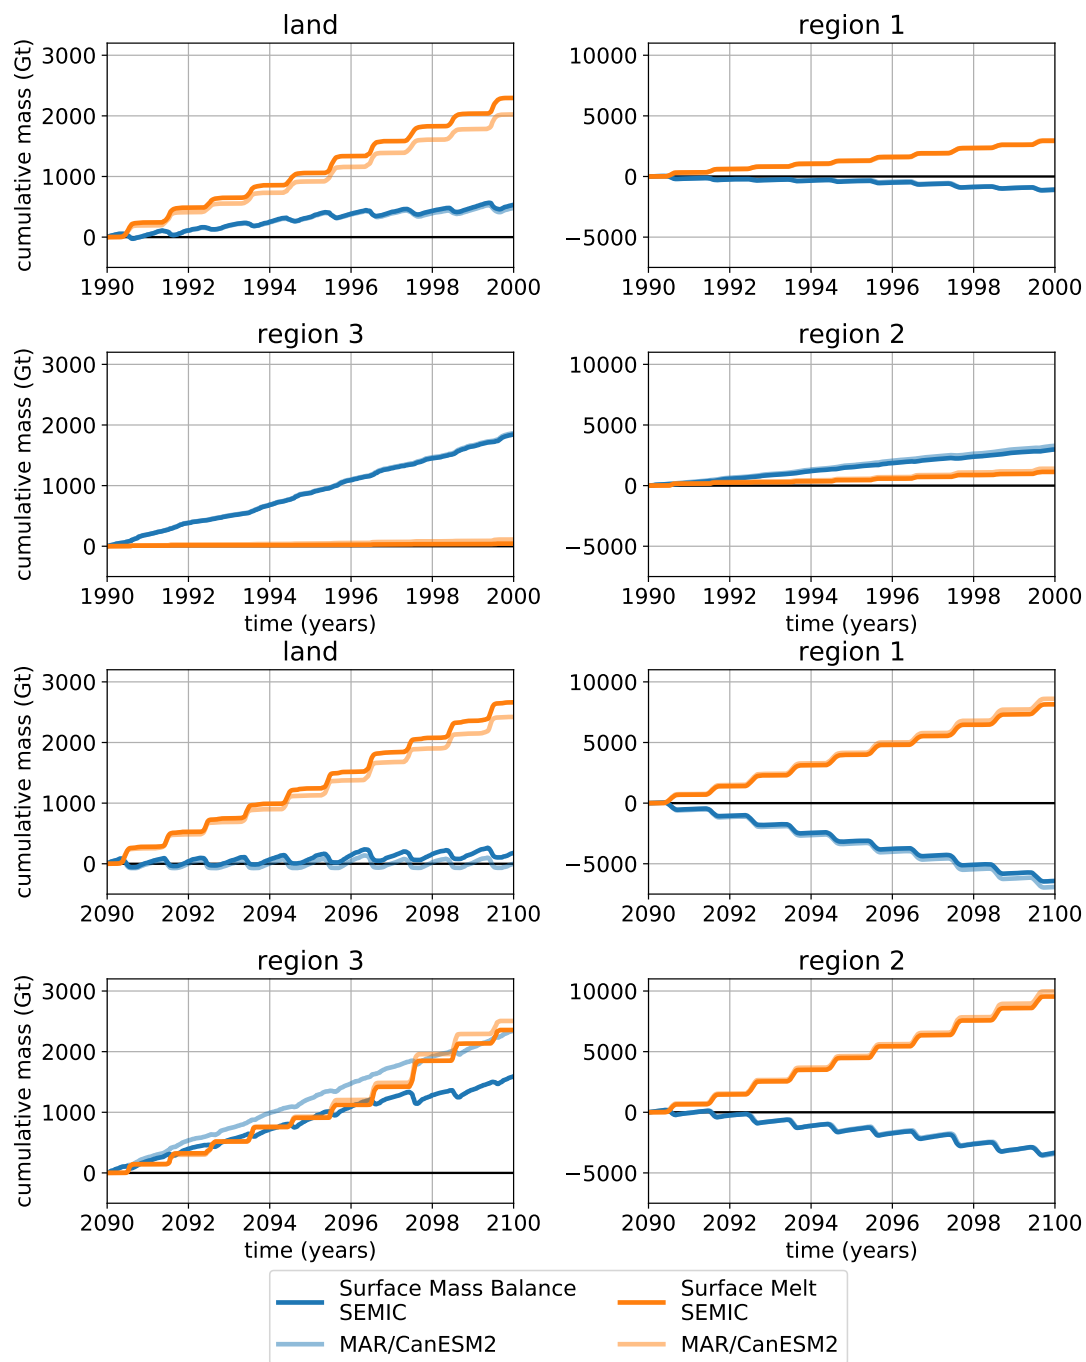 land
region 1
cumulative mass (Gt)
3000
2000
1000
0
10000
5000
0
−5000
1990 1992 1994 1996 1998 2000
1990 1992 1994 1996 1998 2000
region 3
region 2
cumulative mass (Gt)
3000
2000
1000
0
10000
5000
0
−5000
1990 1992 1994 1996 1998 2000
1990 1992 1994 1996 1998 2000
time (years)
time (years)
land
region 1
cumulative mass (Gt)
3000
2000
1000
0
10000
5000
0
−5000
2090 2092 2094 2096 2098 2100
2090 2092 2094 2096 2098 2100
region 3
region 2
cumulative mass (Gt)
3000
2000
1000
0
10000
5000
0
−5000
2090 2092 2094 2096 2098 2100
2090 2092 2094 2096 2098 2100
time (years)
time (years)
Surface Mass Balance
SEMIC
MAR/CanESM2
Surface Melt
SEMIC
MAR/CanESM2